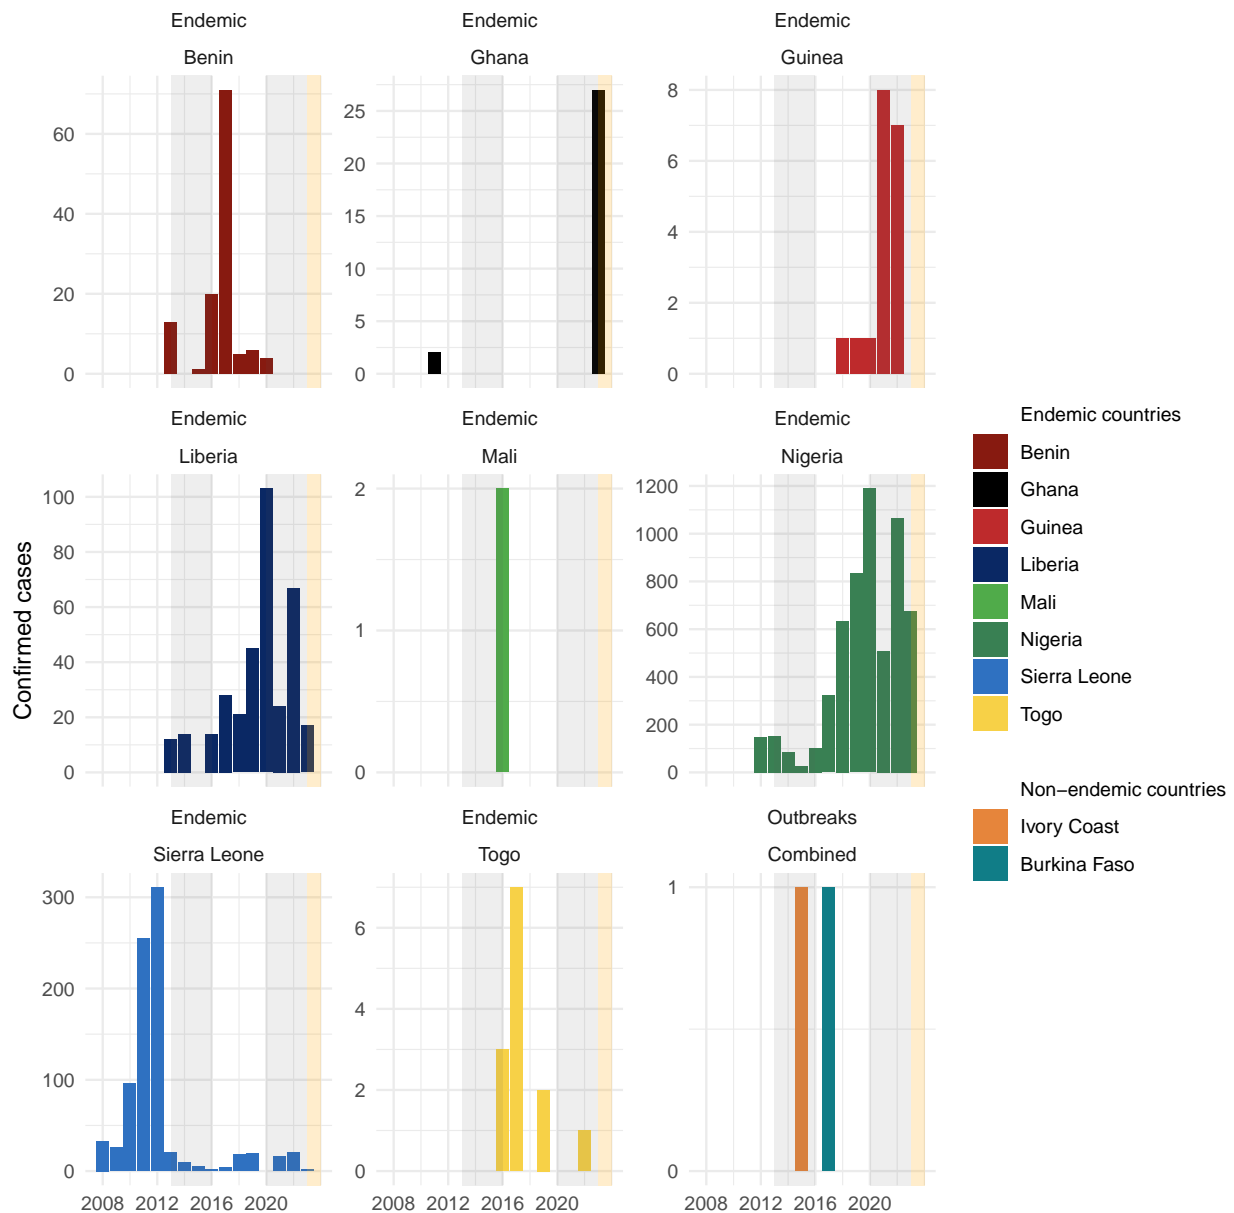 Endemic Endemic Endemic
Benin Ghana Guinea
60
40
20
0
25
20
15
10
5
0
8
6
4
2
0
Endemic Endemic Endemic
Liberia Mali Nigeria
Confirmed cases
100
80
60
40
20
0
2
1
0
1200
1000
800
600
400
200
0
Endemic Endemic Outbreaks
Sierra Leone Togo Combined
300
200
100
0
6
4
2
0
1
0
2008 2012 2016 2020 2008 2012 2016 2020 2008 2012 2016 2020
Endemic countries
Benin
Ghana
Guinea
Liberia
Mali
Nigeria
Sierra Leone
Togo
Non−endemic countries
Ivory Coast
Burkina Faso